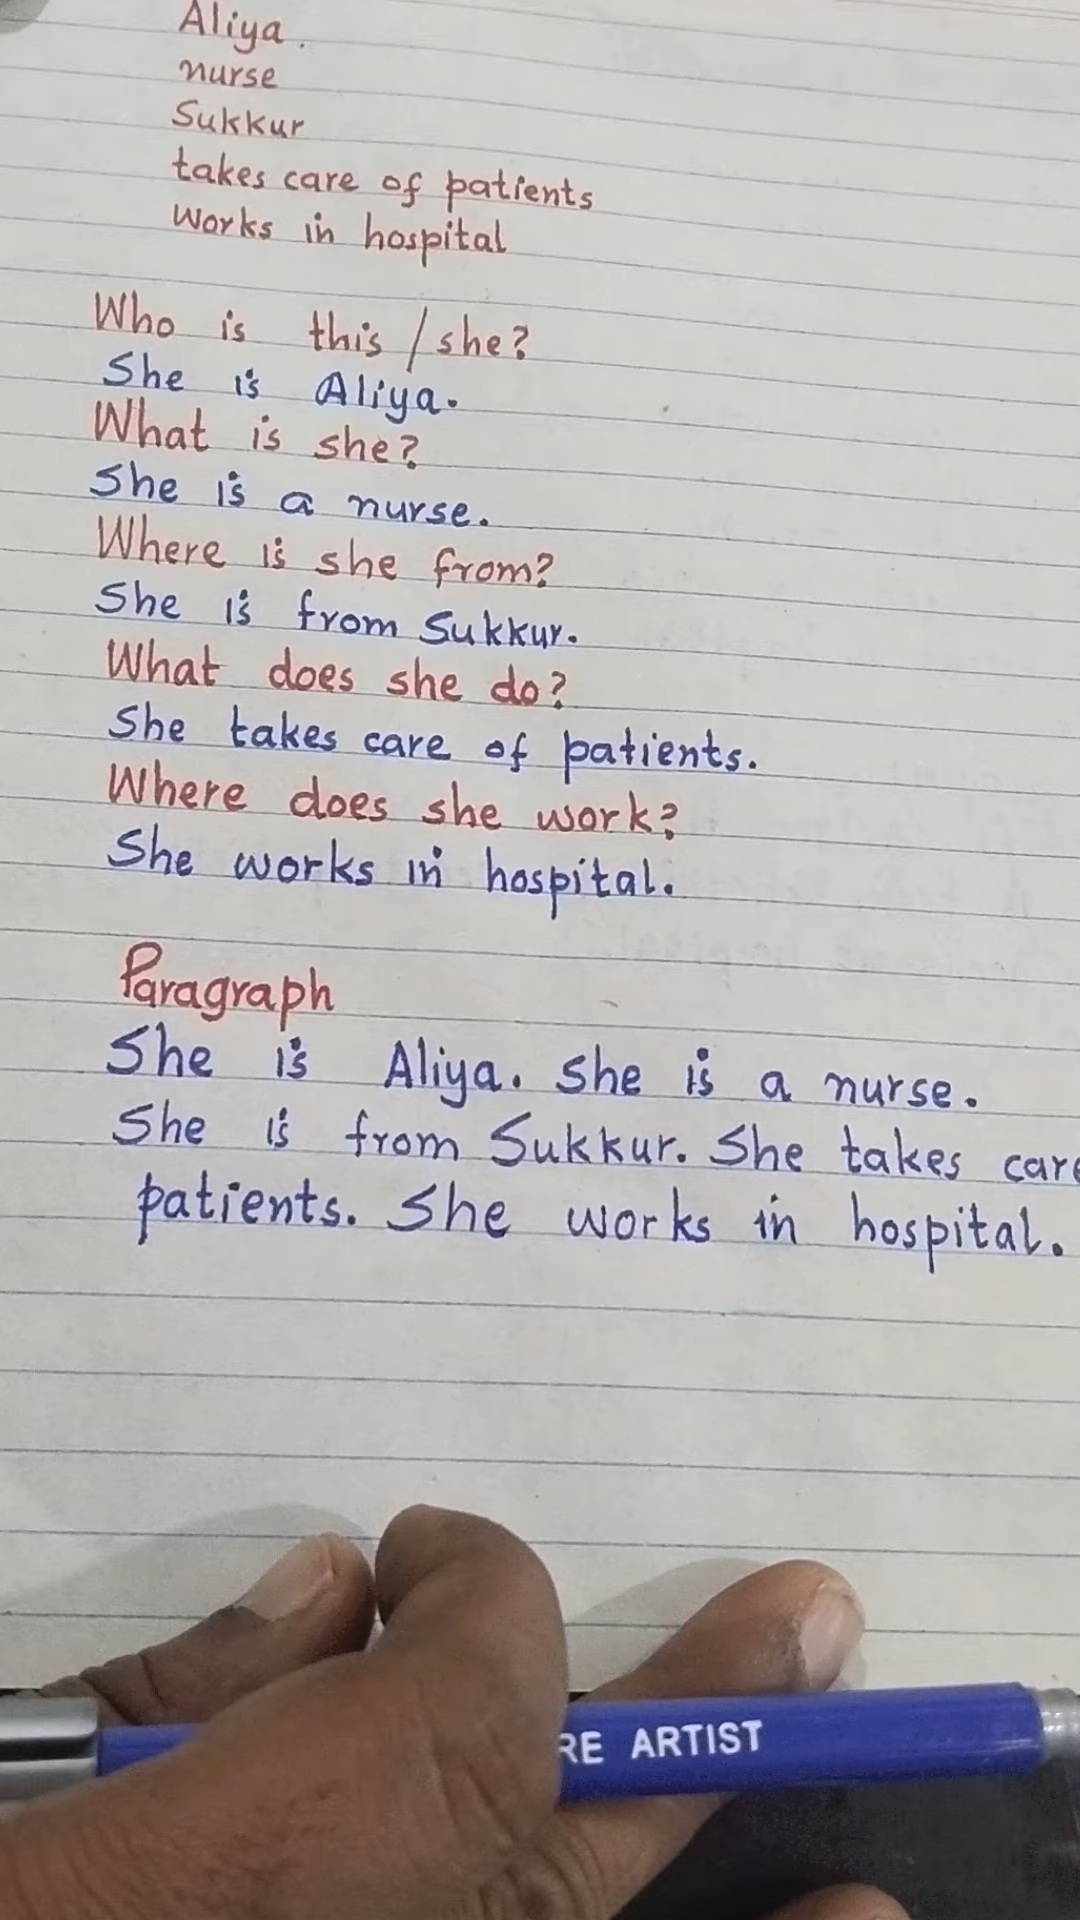 Aliya.
nurse
Sukkur
takes care of patients
works in hospital
Who is this / she?
She is Aliya.
What is she?
She is a nurse.
Where is she from?
She is from Sukkur.
What does she do?
She takes care of patients.
Where does she work?
She works in hospital.
Paragraph
She is Aliya. She is a nurse.
She is from Sukkur. She takes care
patients. She works in hospital.
RE ARTIST